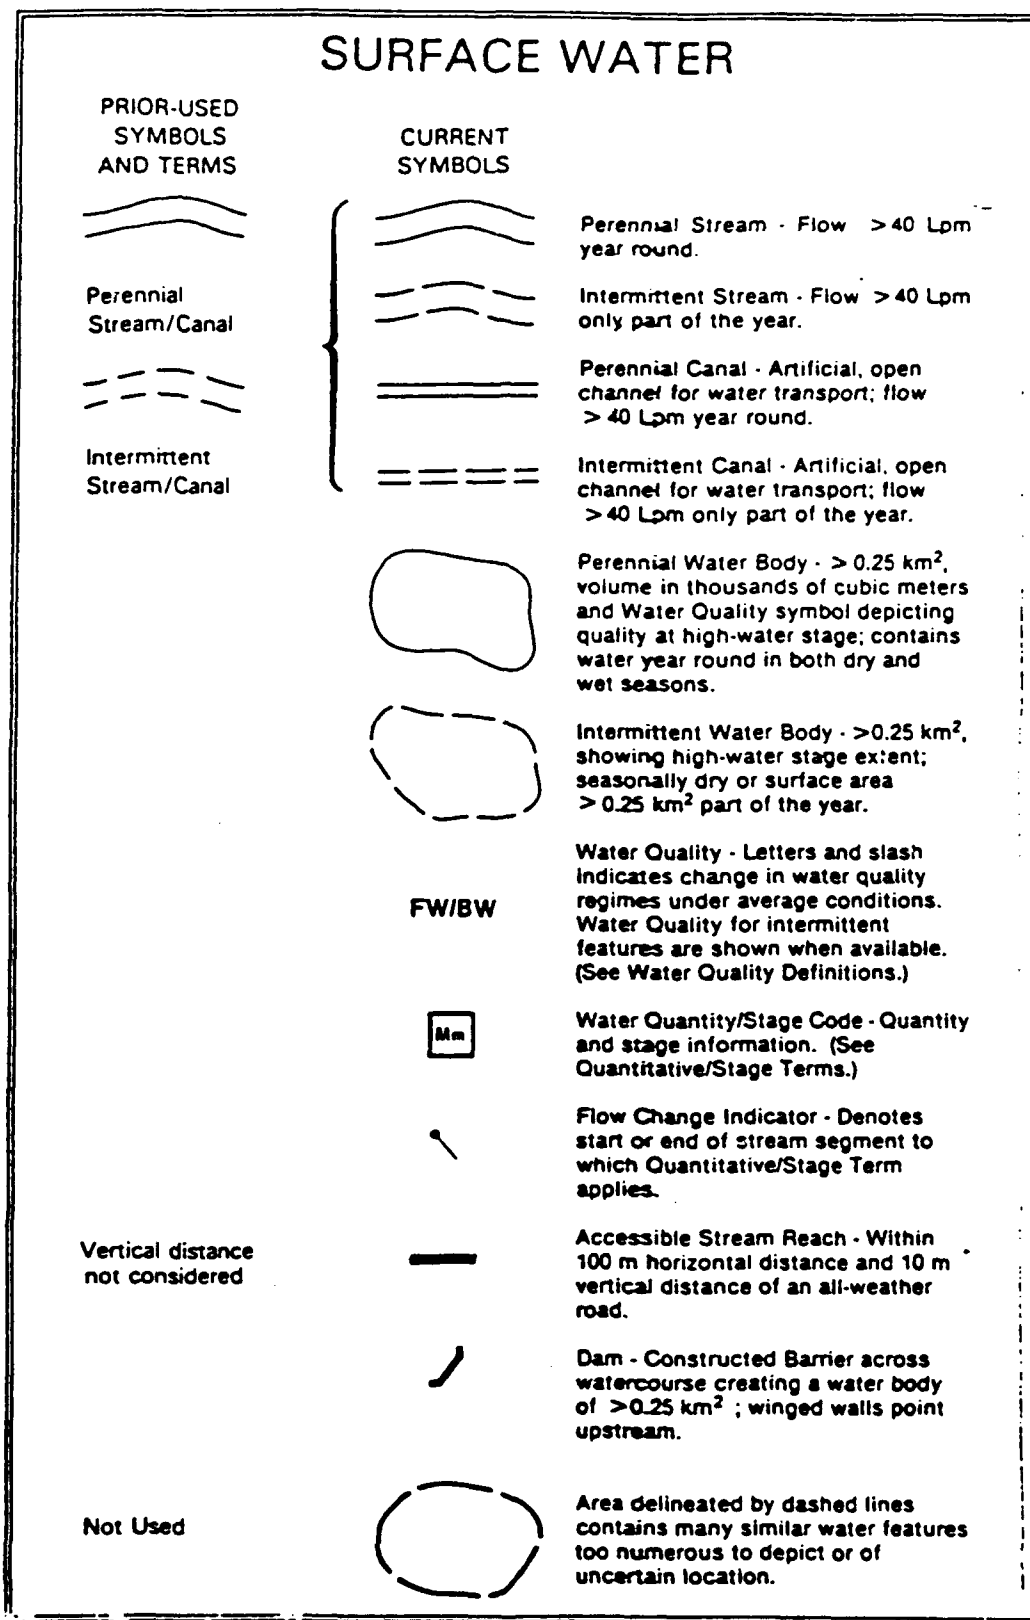 SURFACE WATER
PRIOR-USED
SYMBOLS
AND TERMS
CURRENT
SYMBOLS
Perennial Stream - Flow >40 Lpm
year round.
Perennial
Stream/Canal
Intermittent Stream - Flow >40 Lpm
only part of the year.
Perennial Canal - Artificial, open
channel for water transport; flow
>40 Lpm year round.
Intermittent
Stream/Canal
Intermittent Canal - Artificial, open
channel for water transport; flow
>40 Lpm only part of the year.
Perennial Water Body - > 0.25 km²,
volume in thousands of cubic meters
and Water Quality symbol depicting
quality at high-water stage; contains
water year round in both dry and
wet seasons.
Intermittent Water Body - >0.25 km²,
showing high-water stage extent;
seasonally dry or surface area
>0.25 km² part of the year.
FW/BW
Water Quality - Letters and slash
indicates change in water quality
regimes under average conditions.
Water Quality for intermittent
features are shown when available.
(See Water Quality Definitions.)
Mm
Water Quantity/Stage Code - Quantity
and stage information. (See
Quantitative/Stage Terms.)
Flow Change Indicator - Denotes
start or end of stream segment to
which Quantitative/Stage Term
applies.
Vertical distance
not considered
Accessible Stream Reach - Within
100 m horizontal distance and 10 m
vertical distance of an all-weather
road.
Dam - Constructed Barrier across
watercourse creating a water body
of >0.25 km² ; winged walls point
upstream.
Not Used
Area delineated by dashed lines
contains many similar water features
too numerous to depict or of
uncertain location.